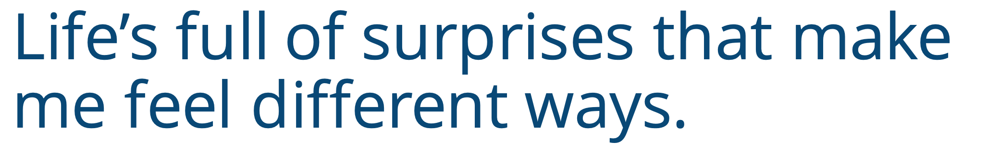 Life’s full of surprises that make
me feel different ways.